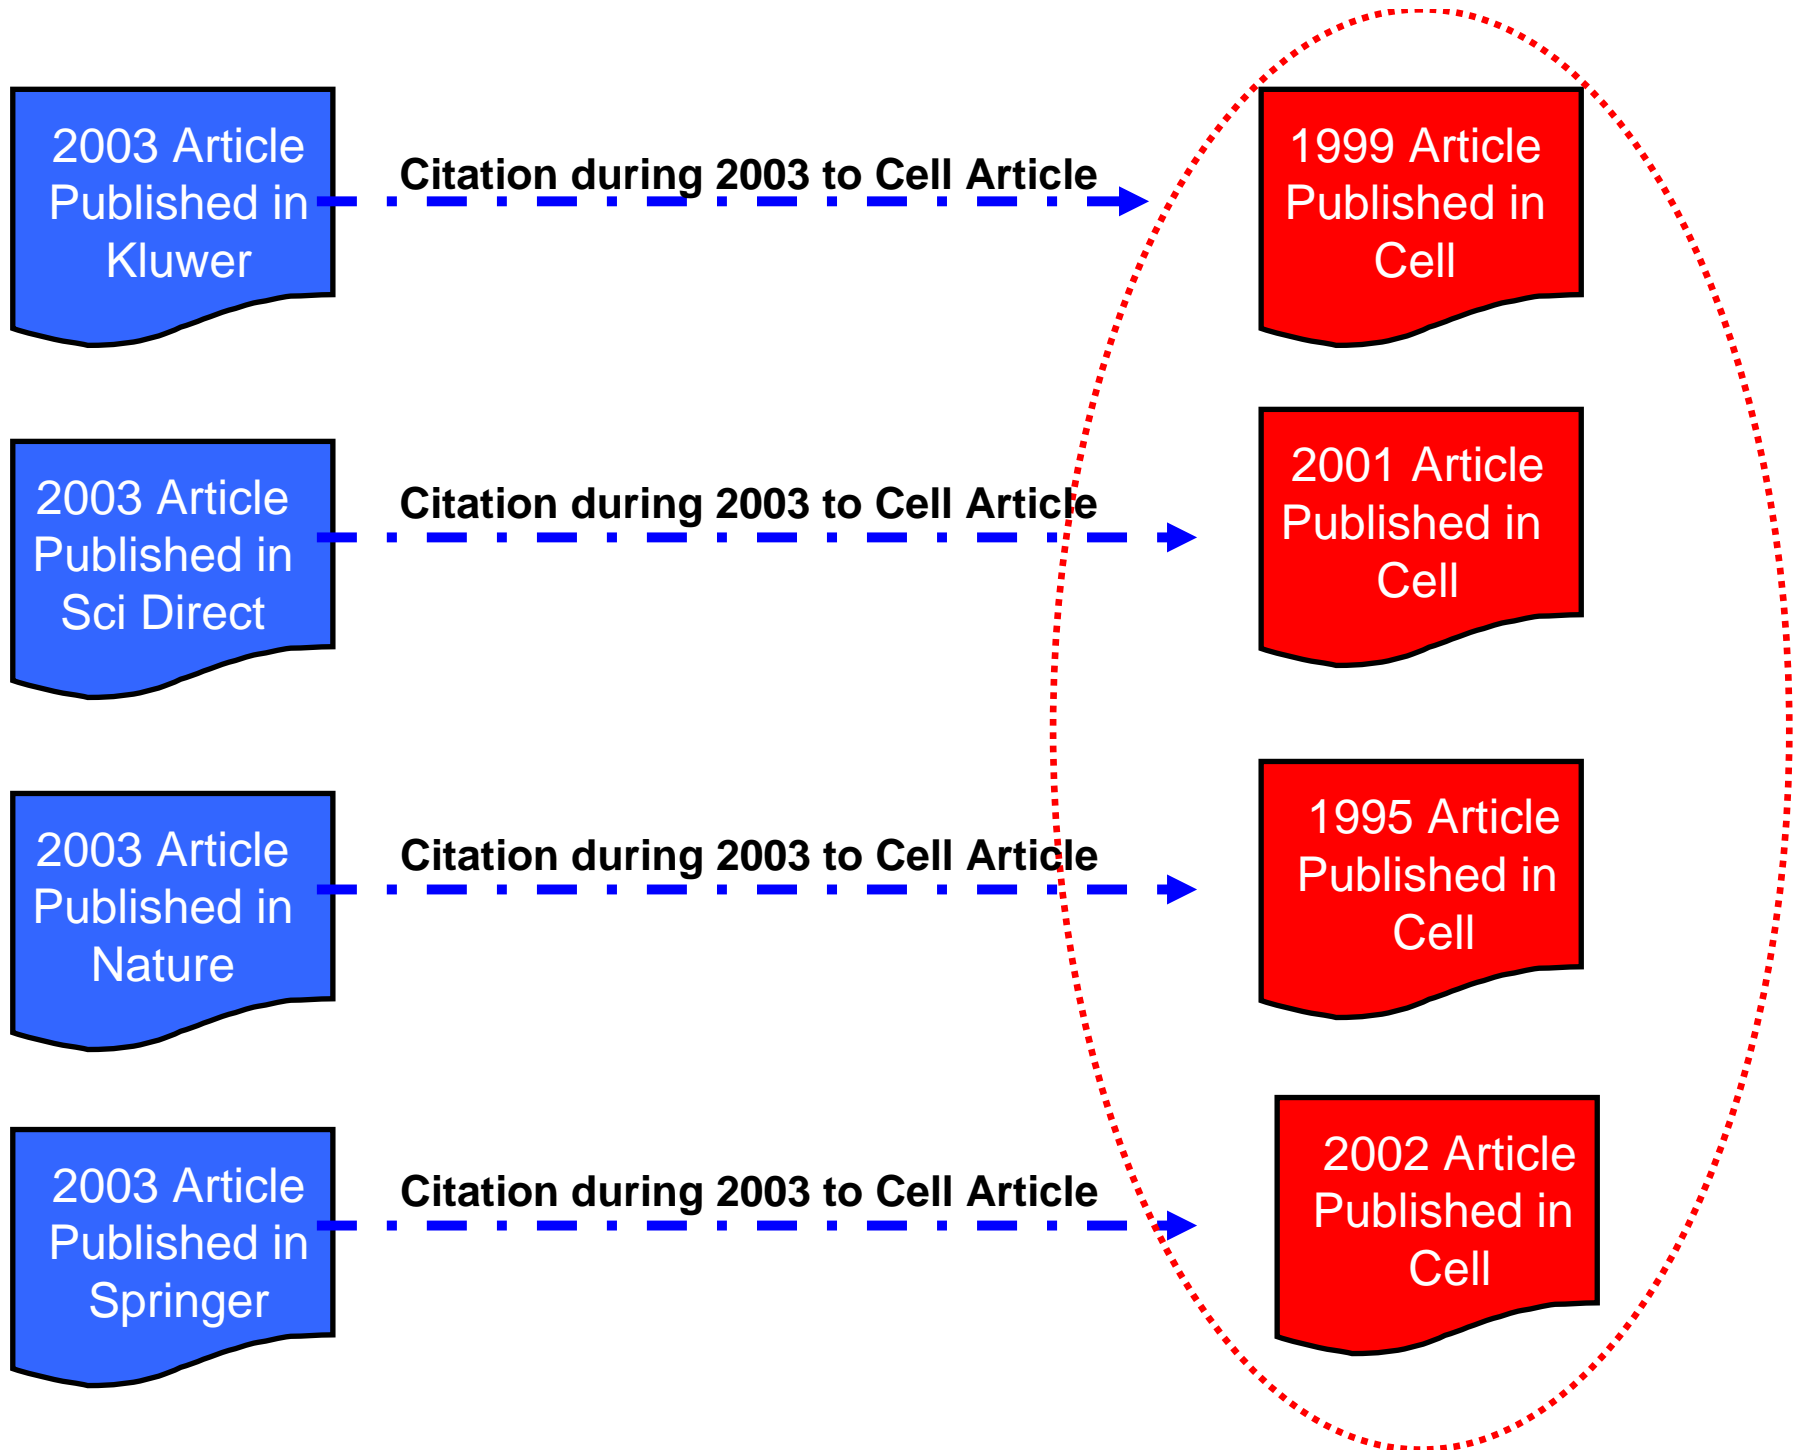 2003 Article
Published in
Kluwer
Citation during 2003 to Cell Article
1999 Article
Published in
Cell
2003 Article
Published in
Sci Direct
Citation during 2003 to Cell Article
2001 Article
Published in
Cell
2003 Article
Published in
Nature
Citation during 2003 to Cell Article
1995 Article
Published in
Cell
2003 Article
Published in
Springer
Citation during 2003 to Cell Article
2002 Article
Published in
Cell